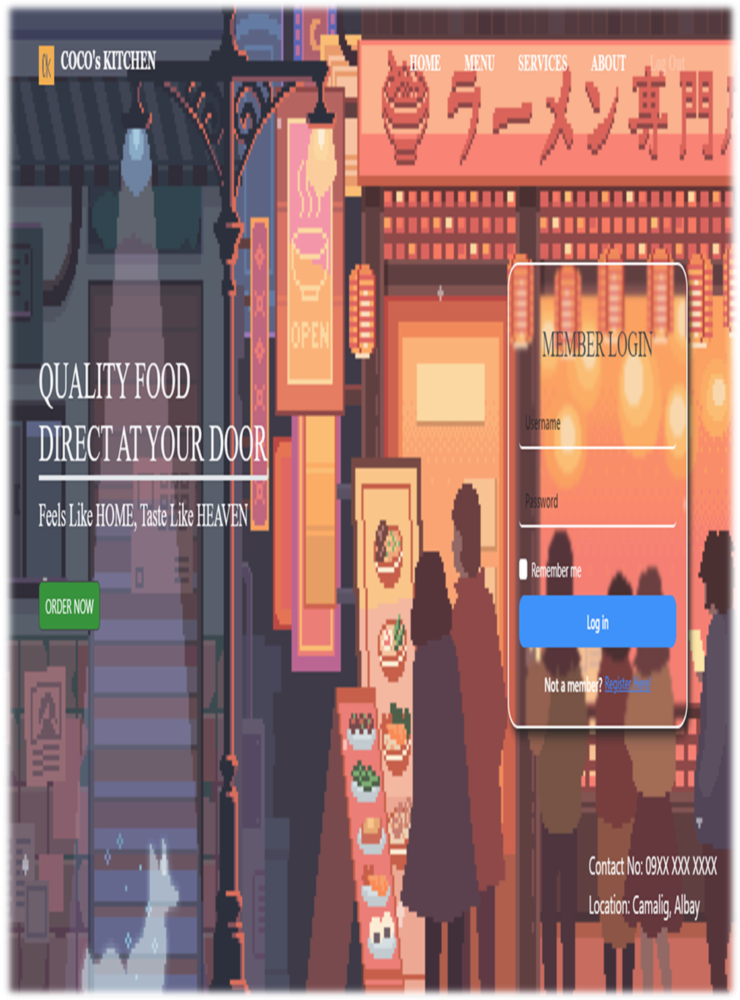 CK
COCO's KITCHEN
HOME MENU SERVICES ABOUT Log Out
ラーメン専門
OPEN
MEMBER LOGIN
QUALITY FOOD
DIRECT AT YOUR DOOR
Feels Like HOME, Taste Like HEAVEN
ORDER NOW
Username
Password
Remember me
Log in
Not a member? Register Here!
Contact No: 09XX XXX XXXX
Location: Camalig, Albay